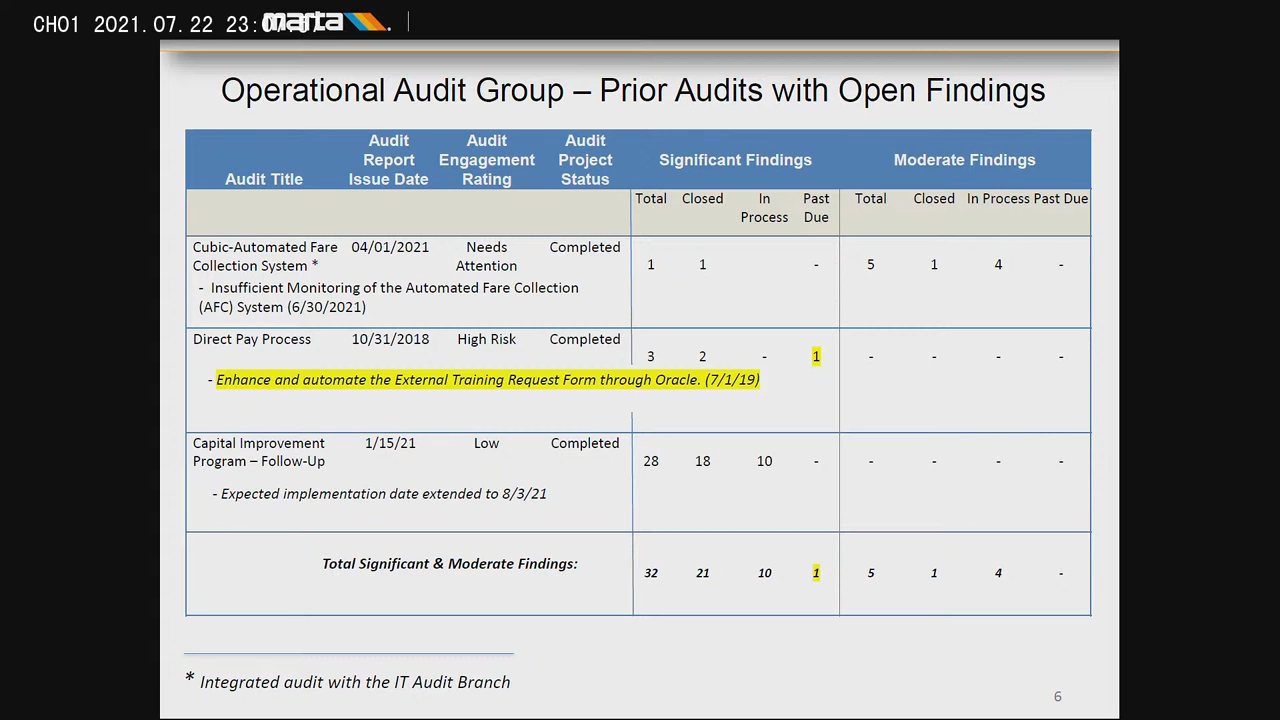 CH01 2021.07.22 23:07
marta
Operational Audit Group – Prior Audits with Open Findings
Audit Title
Audit Report Issue Date
Audit Engagement Rating
Audit Project Status
Significant Findings
Moderate Findings
Total Closed In Process Past Due Total Closed In Process Past Due
Cubic-Automated Fare 04/01/2021 Needs Completed
Collection System * Attention
1 1 - 5 1 4 -
- Insufficient Monitoring of the Automated Fare Collection
(AFC) System (6/30/2021)
Direct Pay Process 10/31/2018 High Risk Completed
3 2 - 1 - - - -
- Enhance and automate the External Training Request Form through Oracle. (7/1/19)
Capital Improvement 1/15/21 Low Completed
Program – Follow-Up
28 18 10 - - - - -
- Expected implementation date extended to 8/3/21
Total Significant & Moderate Findings:
32 21 10 1 5 1 4 -
* Integrated audit with the IT Audit Branch
6